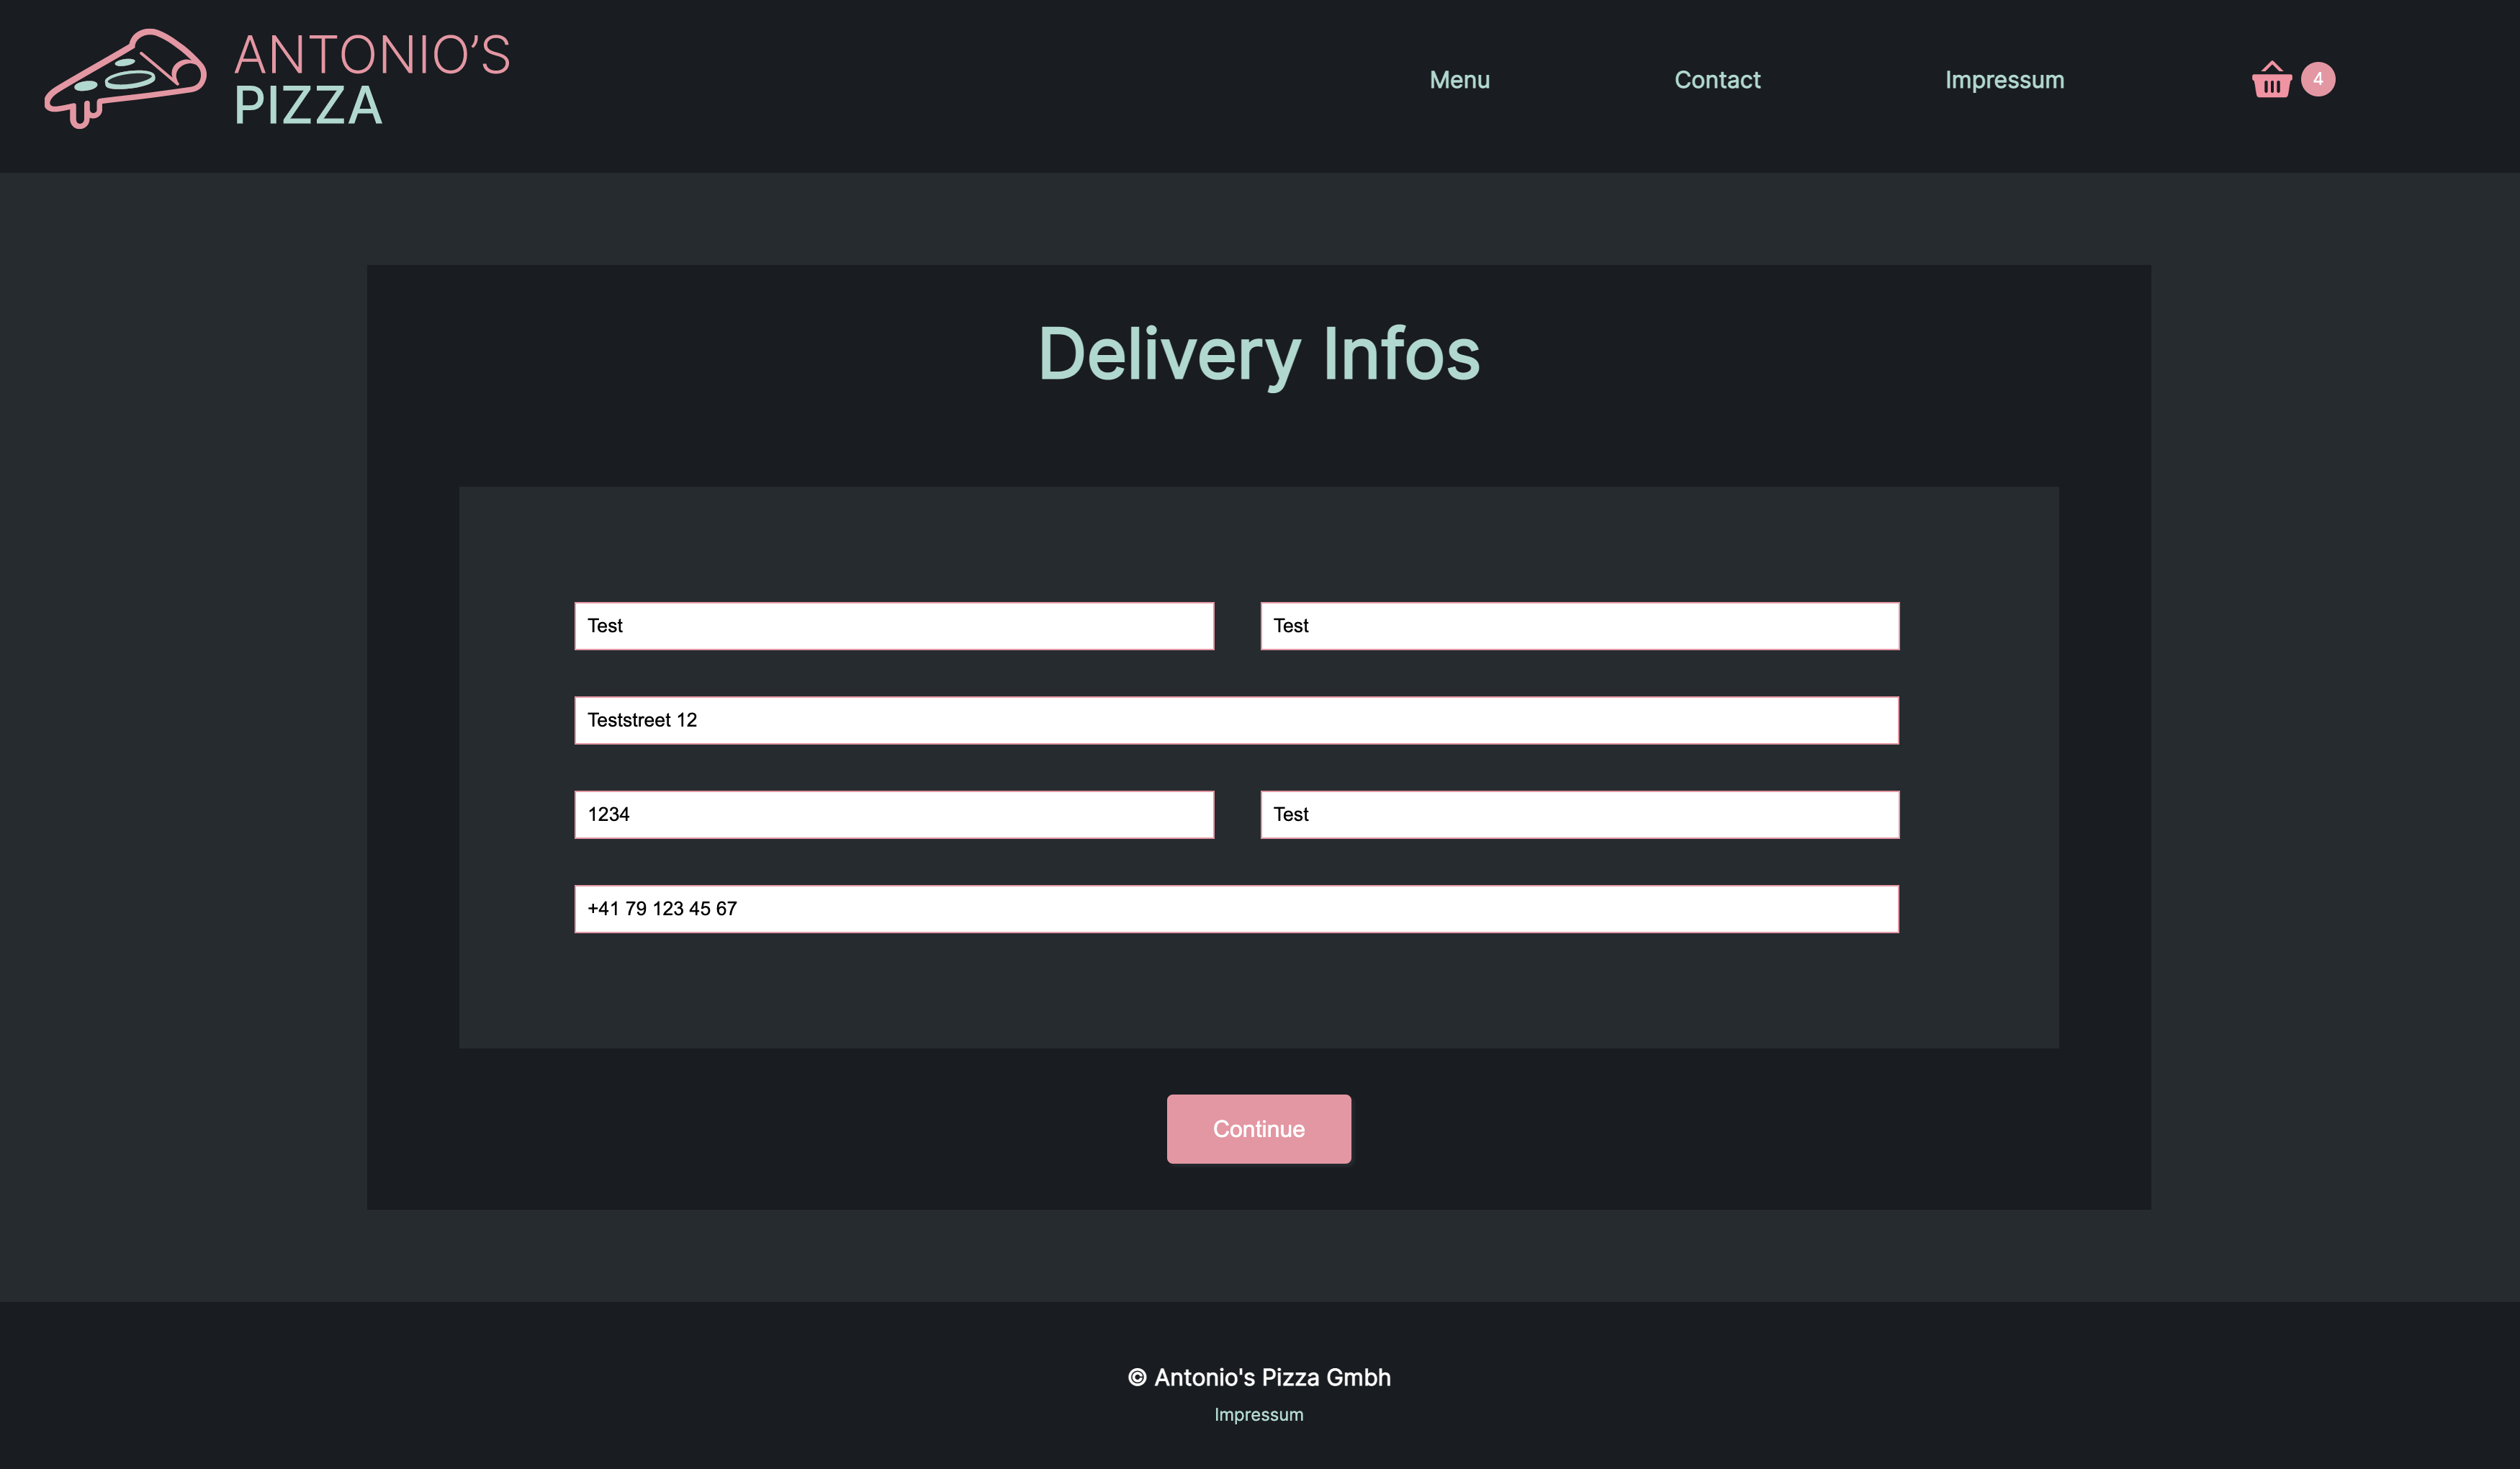 ANTONIO'S
PIZZA
Menu Contact Impressum 4
Delivery Infos
Test Test
Teststreet 12
1234 Test
+41 79 123 45 67
Continue
© Antonio's Pizza Gmbh
Impressum